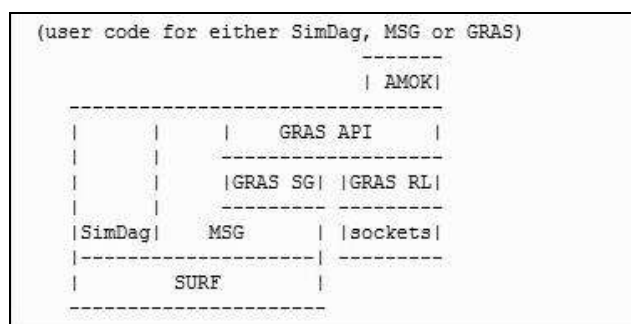 (user code for either SimDag, MSG or GRAS)
-------
| AMOK|
---------------------------------
| | | GRAS API |
| | -------------------
| | |GRAS SG| |GRAS RL|
| | --------- ---------
|SimDag| MSG | |sockets|
|---------------------| ---------
| SURF |
-----------------------